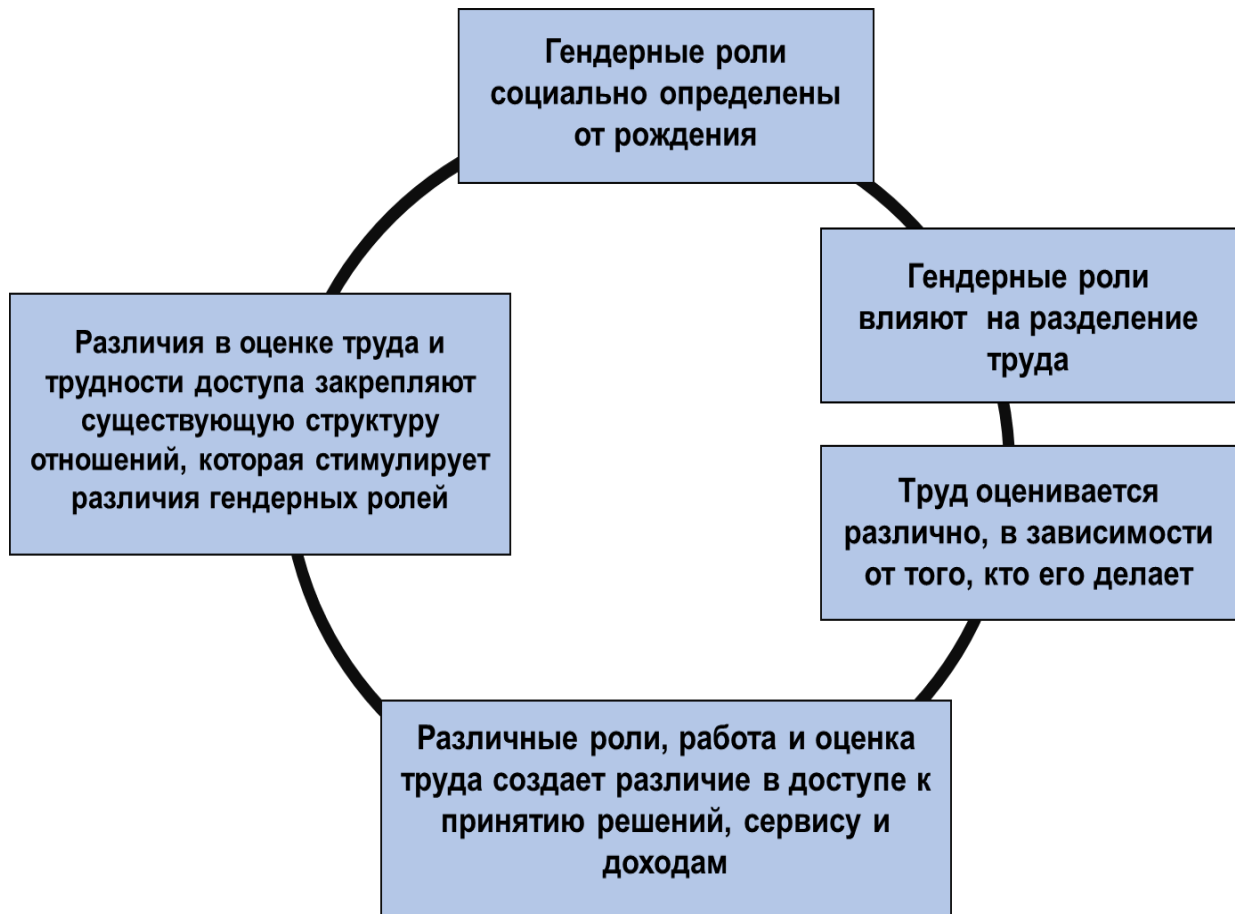 Гендерные роли
социально определены
от рождения
Гендерные роли
влияют на разделение
труда
Труд оценивается
различно, в зависимости
от того, кто его делает
Различные роли, работа и оценка
труда создает различие в доступе к
принятию решений, сервису и
доходам
Различия в оценке труда и
трудности доступа закрепляют
существующую структуру
отношений, которая стимулирует
различия гендерных ролей